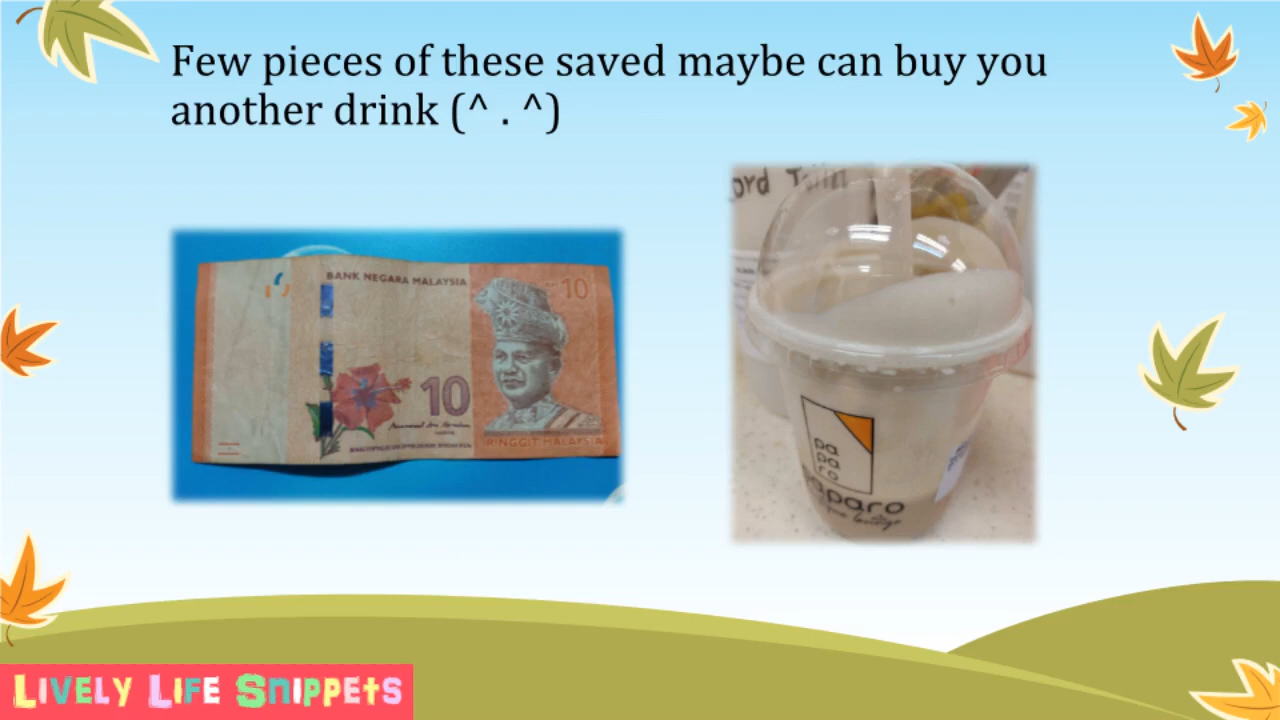 Few pieces of these saved maybe can buy you
another drink (^ . ^)
BANK NEGARA MALAYSIA
10
10
RINGGIT MALAYSIA
pa
pa
ro
paparo
LIVELY LIFE SNIPPETS